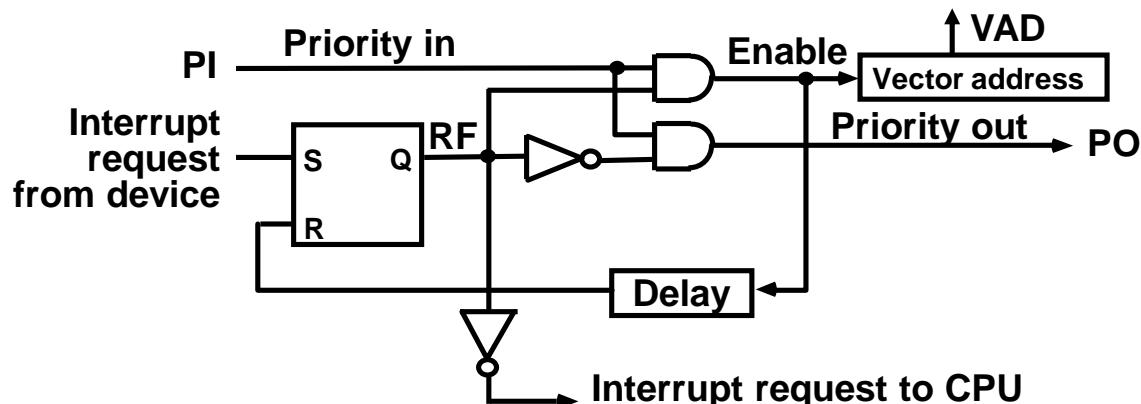 VAD
Priority in
Enable
PI
Vector address
Interrupt
request
from device
RF
Priority out
PO
S
Q
R
Delay
Interrupt request to CPU